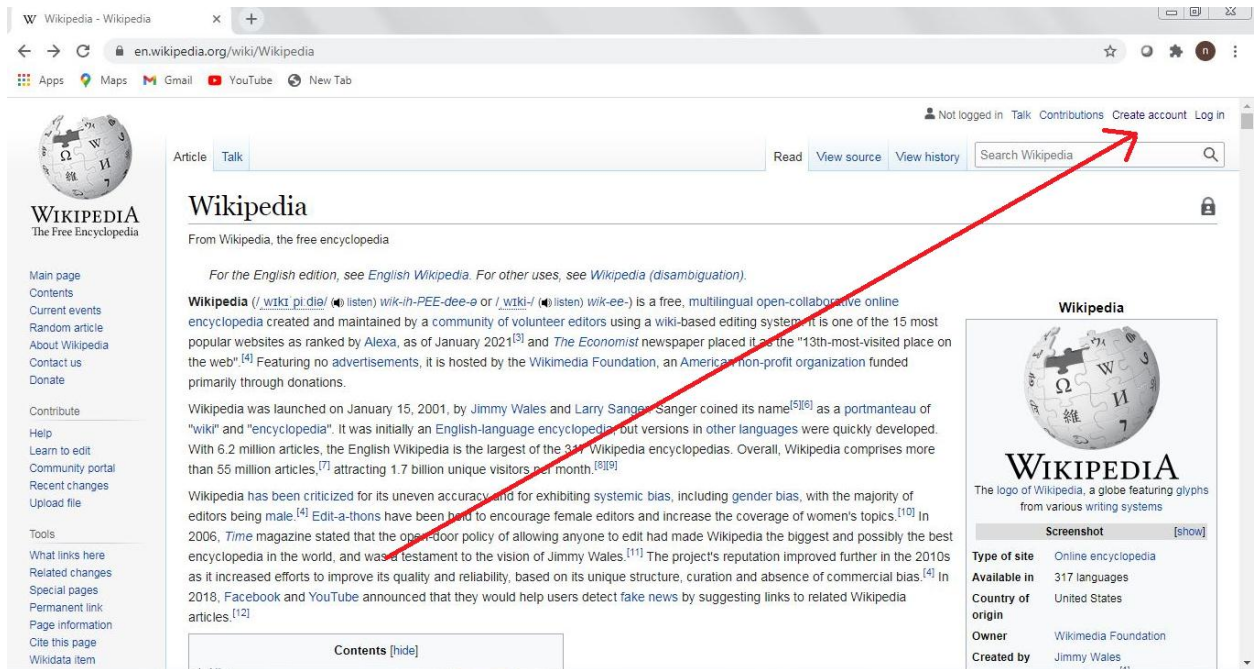 W Wikipedia - Wikipedia
en.wikipedia.org/wiki/Wikipedia
n
Apps Maps Gmail YouTube New Tab
Not logged in Talk Contributions Create account Log in
Article Talk Read View source View history Search Wikipedia
WIKIPEDIA
The Free Encyclopedia
Main page
Contents
Current events
Random article
About Wikipedia
Contact us
Donate
Contribute
Help
Learn to edit
Community portal
Recent changes
Upload file
Tools
What links here
Related changes
Special pages
Permanent link
Page information
Cite this page
Wikidata item
Wikipedia
From Wikipedia, the free encyclopedia
For the English edition, see English Wikipedia. For other uses, see Wikipedia (disambiguation).
Wikipedia (/ˌwɪkɪˈpiːdiə/ (listen) wik-ih-PEE-dee-ə or /ˌwɪki-/ (listen) wik-ee-) is a free, multilingual open-collaborative online
encyclopedia created and maintained by a community of volunteer editors using a wiki-based editing system. It is one of the 15 most
popular websites as ranked by Alexa, as of January 2021[3] and The Economist newspaper placed it as the "13th-most-visited place on
the web".[4] Featuring no advertisements, it is hosted by the Wikimedia Foundation, an American non-profit organization funded
primarily through donations.
Wikipedia was launched on January 15, 2001, by Jimmy Wales and Larry Sanger. Sanger coined its name[5][6] as a portmanteau of
"wiki" and "encyclopedia". It was initially an English-language encyclopedia, but versions in other languages were quickly developed.
With 6.2 million articles, the English Wikipedia is the largest of the 317 Wikipedia encyclopedias. Overall, Wikipedia comprises more
than 55 million articles,[7] attracting 1.7 billion unique visitors per month.[8][9]
Wikipedia has been criticized for its uneven accuracy and for exhibiting systemic bias, including gender bias, with the majority of
editors being male.[4] Edit-a-thons have been held to encourage female editors and increase the coverage of women's topics.[10] In
2006, Time magazine stated that the open-door policy of allowing anyone to edit had made Wikipedia the biggest and possibly the best
encyclopedia in the world, and was a testament to the vision of Jimmy Wales.[11] The project's reputation improved further in the 2010s
as it increased efforts to improve its quality and reliability, based on its unique structure, curation and absence of commercial bias.[4] In
2018, Facebook and YouTube announced that they would help users detect fake news by suggesting links to related Wikipedia
articles.[12]
Contents [hide]
Wikipedia
WIKIPEDIA
The logo of Wikipedia, a globe featuring glyphs
from various writing systems
Screenshot [show]
Type of site Online encyclopedia
Available in 317 languages
Country of United States
origin
Owner Wikimedia Foundation
Created by Jimmy Wales